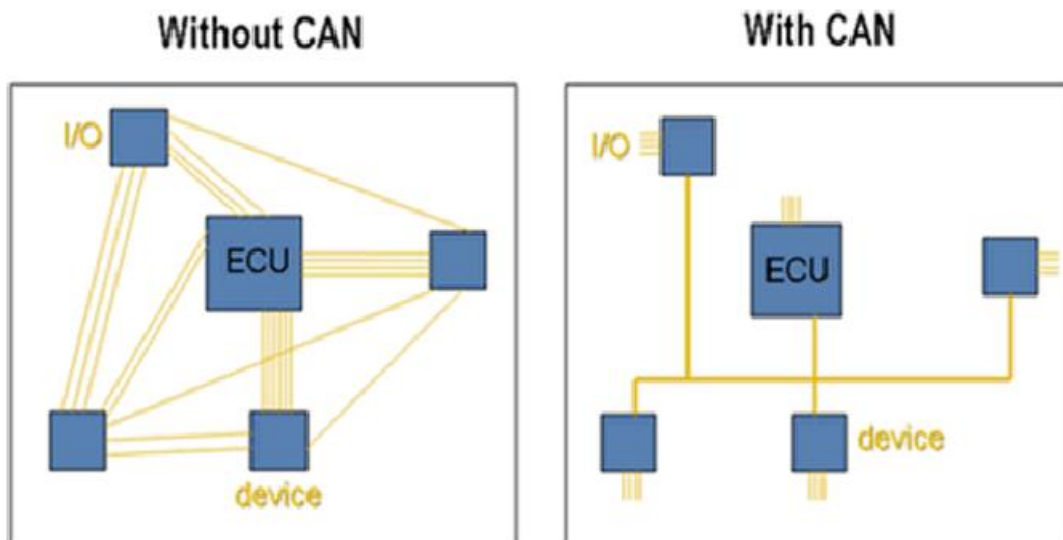 Without CAN
With CAN
I/O
ECU
device
I/O
ECU
device